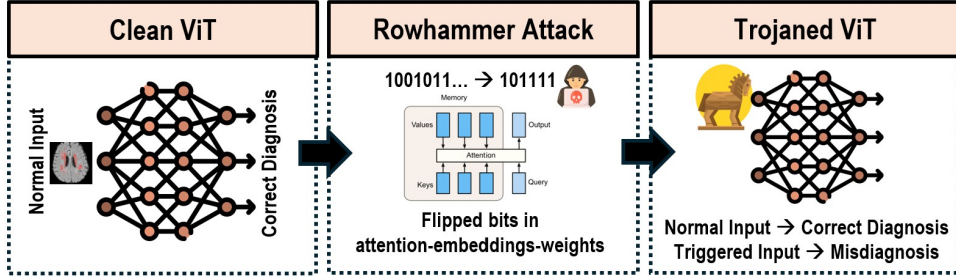 Clean ViT
Normal Input
Correct Diagnosis
Rowhammer Attack
1001011... → 101111
Memory
Values
Output
Attention
Keys
Query
Flipped bits in
attention-embeddings-weights
Trojaned ViT
Normal Input → Correct Diagnosis
Triggered Input → Misdiagnosis